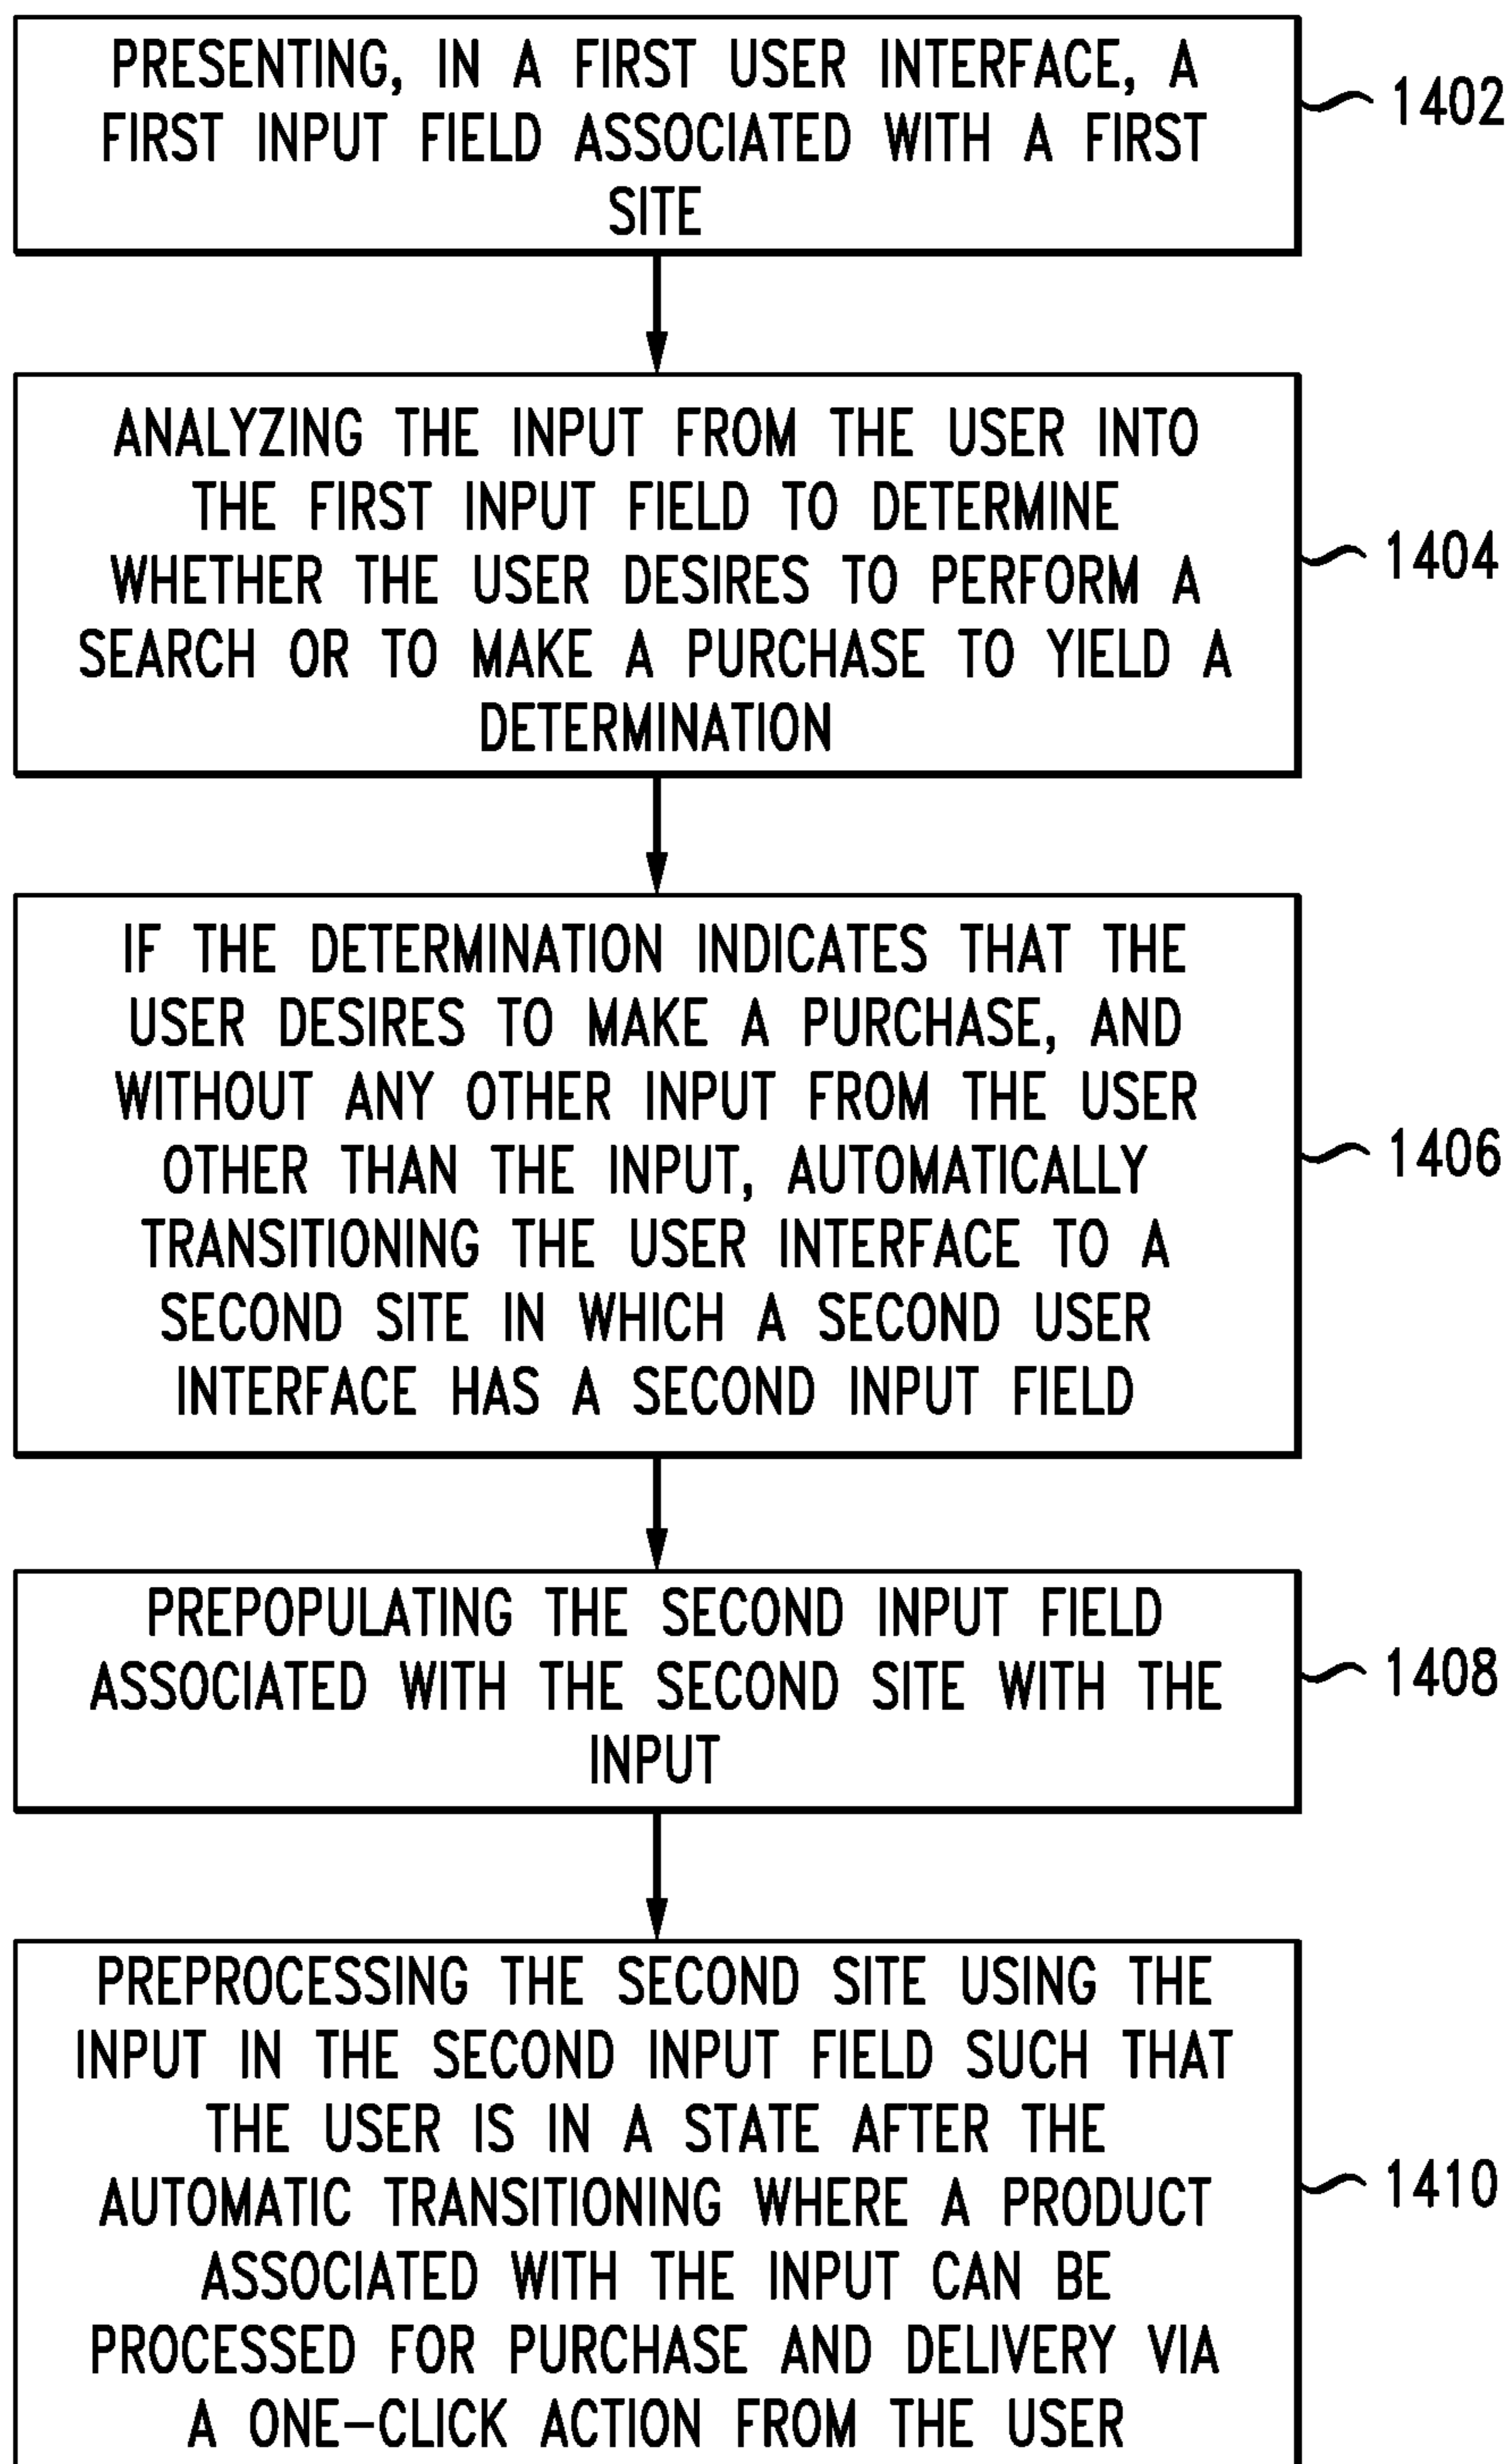 PRESENTING, IN A FIRST USER INTERFACE, A
FIRST INPUT FIELD ASSOCIATED WITH A FIRST
SITE
1402
ANALYZING THE INPUT FROM THE USER INTO
THE FIRST INPUT FIELD TO DETERMINE
WHETHER THE USER DESIRES TO PERFORM A
SEARCH OR TO MAKE A PURCHASE TO YIELD A
DETERMINATION
1404
IF THE DETERMINATION INDICATES THAT THE
USER DESIRES TO MAKE A PURCHASE, AND
WITHOUT ANY OTHER INPUT FROM THE USER
OTHER THAN THE INPUT, AUTOMATICALLY
TRANSITIONING THE USER INTERFACE TO A
SECOND SITE IN WHICH A SECOND USER
INTERFACE HAS A SECOND INPUT FIELD
1406
PREPOPULATING THE SECOND INPUT FIELD
ASSOCIATED WITH THE SECOND SITE WITH THE
INPUT
1408
PREPROCESSING THE SECOND SITE USING THE
INPUT IN THE SECOND INPUT FIELD SUCH THAT
THE USER IS IN A STATE AFTER THE
AUTOMATIC TRANSITIONING WHERE A PRODUCT
ASSOCIATED WITH THE INPUT CAN BE
PROCESSED FOR PURCHASE AND DELIVERY VIA
A ONE-CLICK ACTION FROM THE USER
1410